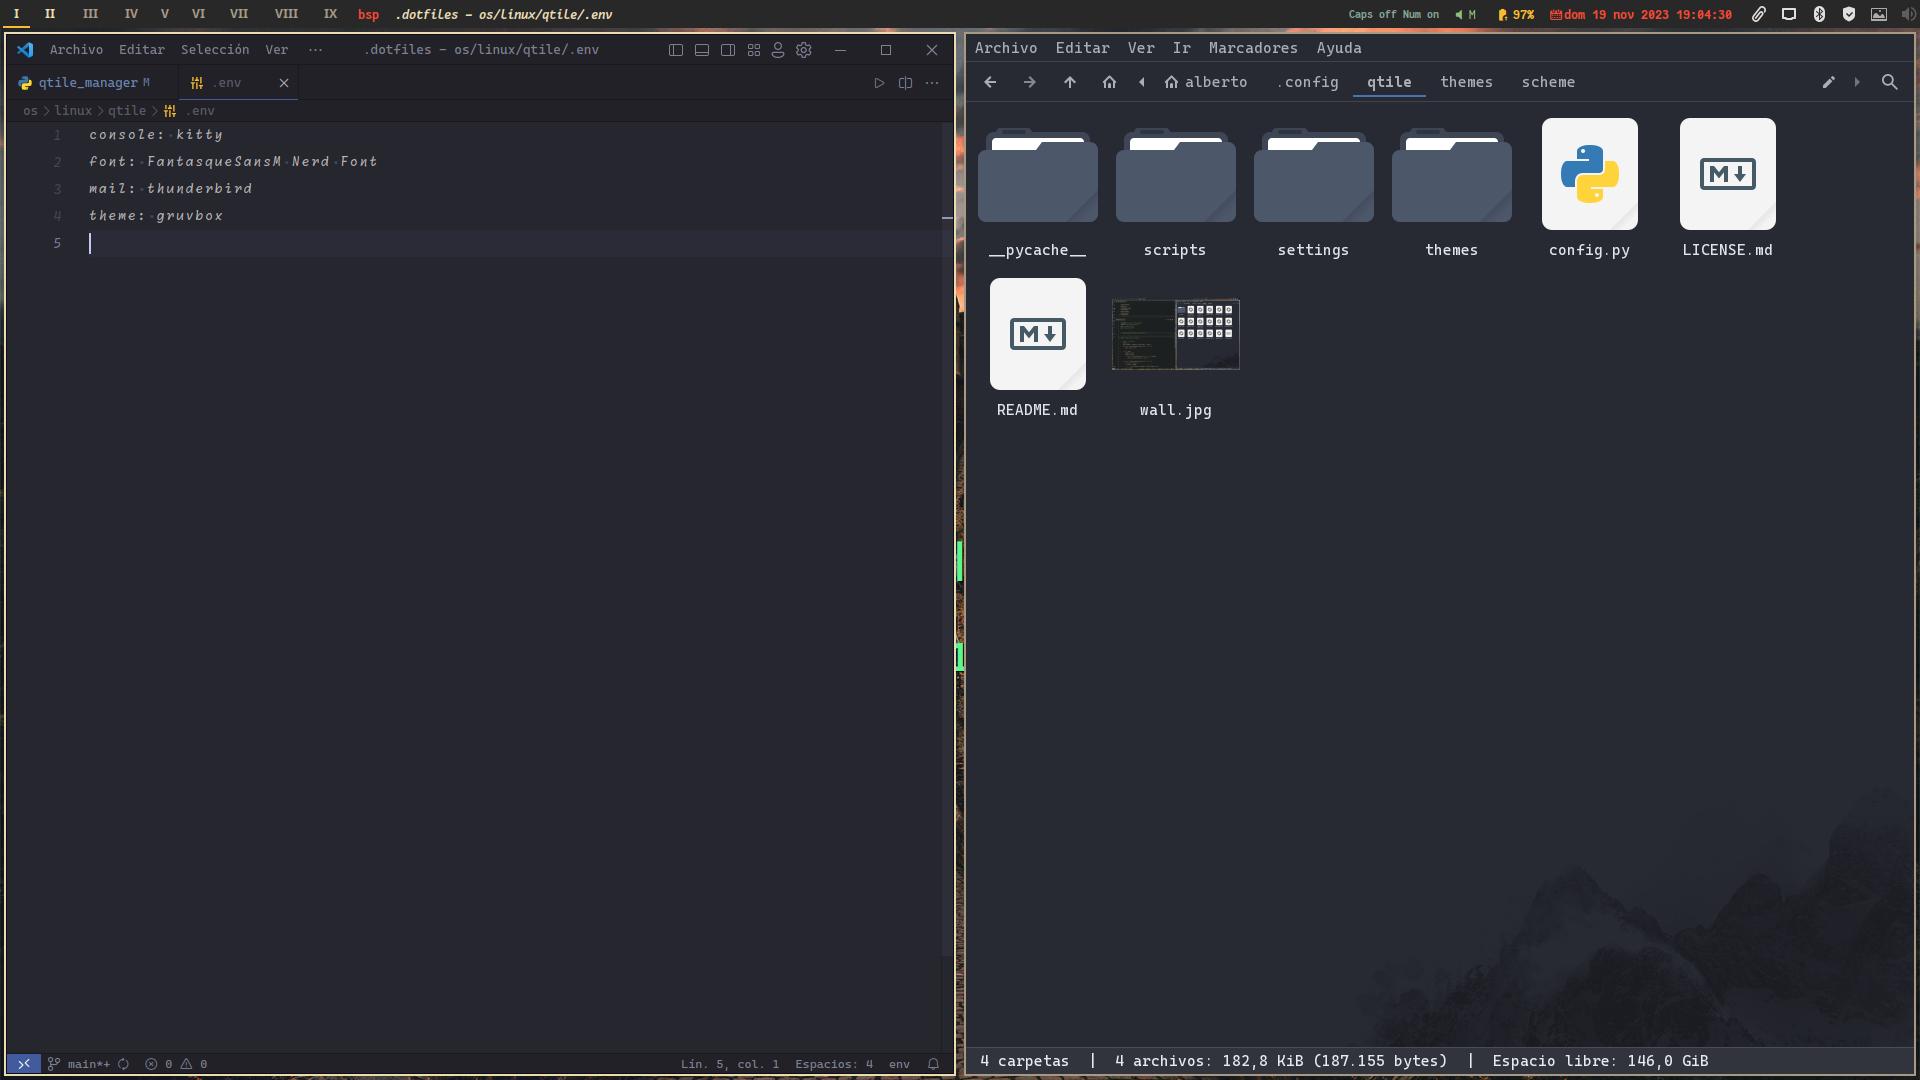 I II III IV V VI VII VIII IX bsp .dotfiles - os/linux/qtile/.env Caps off Num on M 97% dom 19 nov 2023 19:04:30
Archivo Editar Selección Ver ··· .dotfiles - os/linux/qtile/.env
qtile_manager M .env
os > linux > qtile > .env
1 console: kitty
2 font: FantasqueSansM Nerd Font
3 mail: thunderbird
4 theme: gruvbox
5
main*+ 0 0 Lín. 5, col. 1 Espacios: 4 env
Archivo Editar Ver Ir Marcadores Ayuda
alberto .config qtile themes scheme
__pycache__ scripts settings themes config.py LICENSE.md
README.md wall.jpg
4 carpetas | 4 archivos: 182,8 KiB (187.155 bytes) | Espacio libre: 146,0 GiB